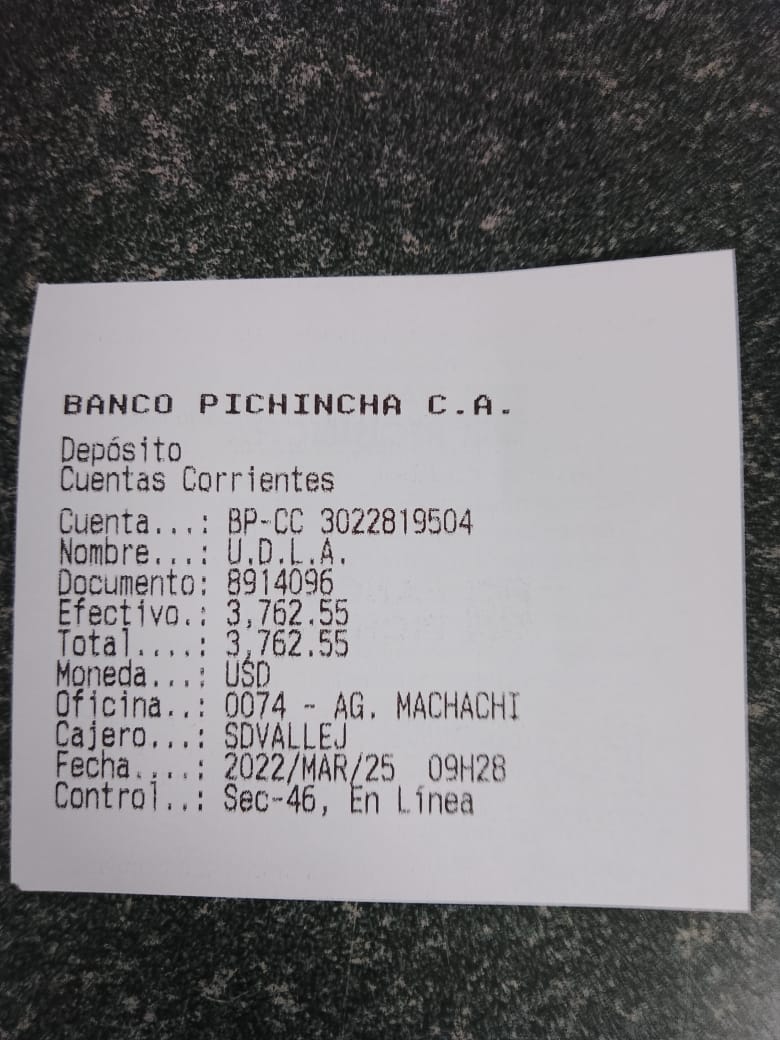 BANCO PICHINCHA C.A.
Depósito
Cuentas Corrientes
Cuenta...: BP-CC 3022819504
Nombre...: U.D.L.A.
Documento: 8914096
Efectivo.: 3,762.55
Total....: 3,762.55
Moneda...: USD
Oficina..: 0074 - AG. MACHACHI
Cajero...: SDVALLEJ
Fecha....: 2022/MAR/25  09H28
Control..: Sec-46, En Línea